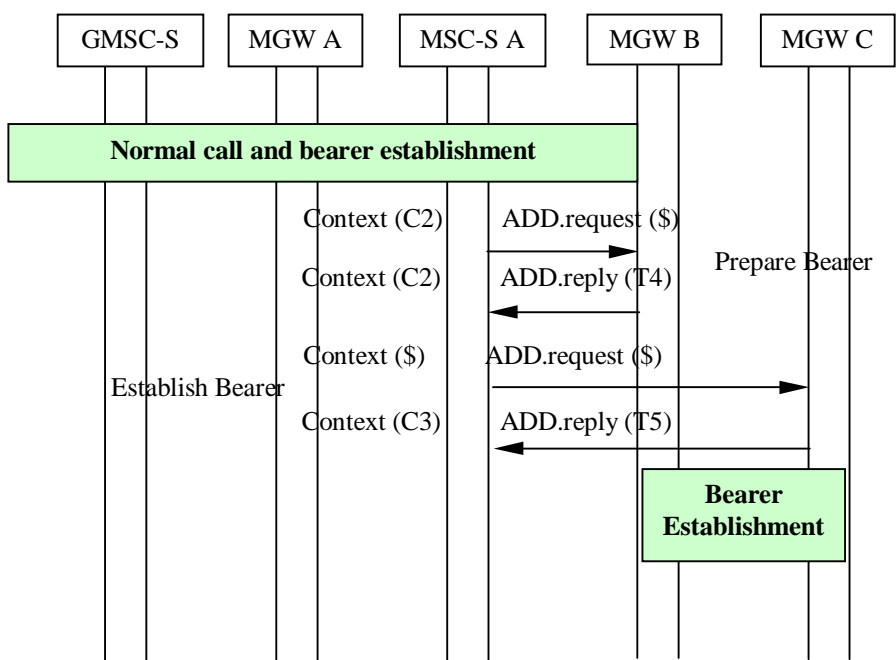 GMSC-S
MGW A
MSC-S A
MGW B
MGW C
Normal call and bearer establishment
Context (C2)
ADD.request ($)
Prepare Bearer
Context (C2)
ADD.reply (T4)
Context ($)
ADD.request ($)
Establish Bearer
Context (C3)
ADD.reply (T5)
Bearer
Establishment